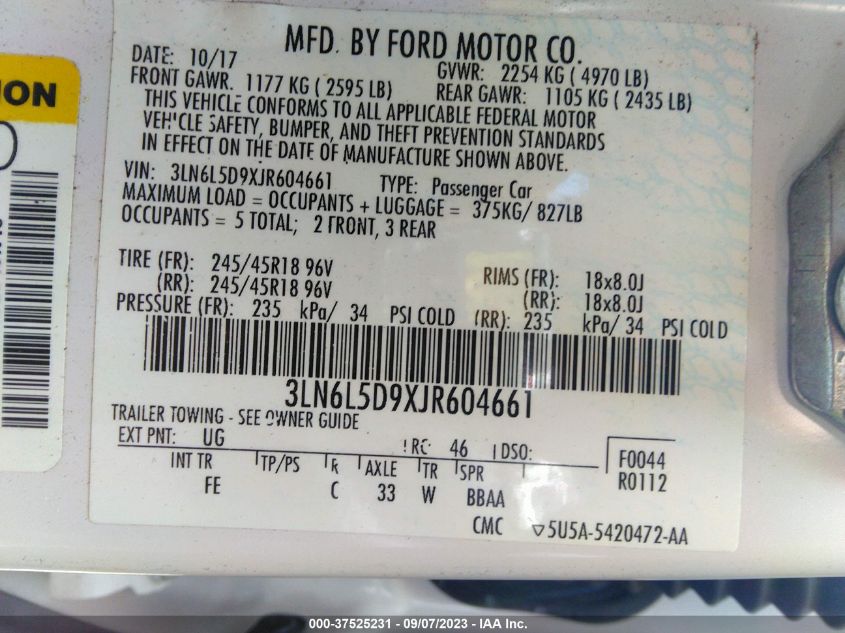 MFD. BY FORD MOTOR CO.
DATE: 10/17 GVWR: 2254 KG ( 4970 LB)
FRONT GAWR: 1177 KG ( 2595 LB) REAR GAWR: 1105 KG ( 2435 LB)
THIS VEHICLE CONFORMS TO ALL APPLICABLE FEDERAL MOTOR
VEHICLE SAFETY, BUMPER, AND THEFT PREVENTION STANDARDS
IN EFFECT ON THE DATE OF MANUFACTURE SHOWN ABOVE.
VIN: 3LN6L5D9XJR604661 TYPE: Passenger Car
MAXIMUM LOAD = OCCUPANTS + LUGGAGE = 375KG/ 827LB
OCCUPANTS = 5 TOTAL; 2 FRONT, 3 REAR
TIRE (FR): 245/45R18 96V RIMS (FR): 18x8.0J
(RR): 245/45R18 96V (RR): 18x8.0J
PRESSURE (FR): 235 kPa/ 34 PSI COLD (RR): 235 kPa/ 34 PSI COLD
3LN6L5D9XJR604661
TRAILER TOWING - SEE OWNER GUIDE
EXT PNT: UG RC: 46 DSO: F0044
INT TR TP/PS R AXLE TR SPR R0112
FE C 33 W BBAA
CMC ▽5U5A-5420472-AA
ION
000-37525231 - 09/07/2023 - IAA Inc.